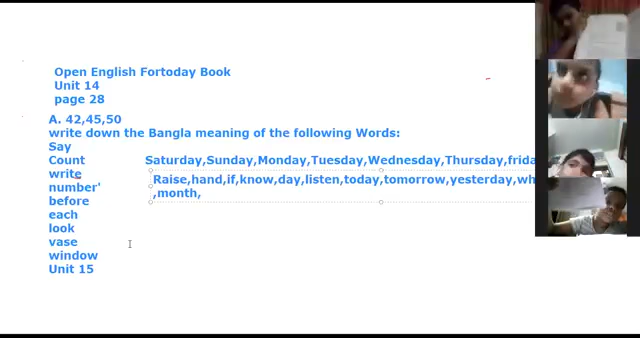 Open English Fortoday Book
Unit 14
page 28
A. 42,45,50
write down the Bangla meaning of the following Words:
Say
Count
Saturday,Sunday,Monday,Tuesday,Wednesday,Thursday,frida
write
Raise,hand,if,know,day,listen,today,tomorrow,yesterday,wh
number'
,month,
before
each
look
vase
window
Unit 15